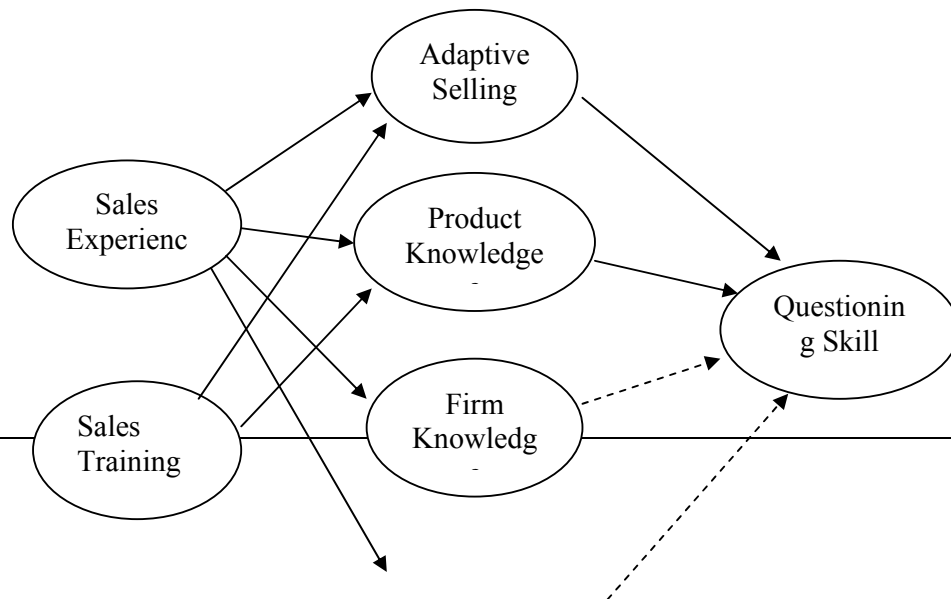 Adaptive
Selling
Sales
Experienc
Product
Knowledge
Questionin
g Skill
Sales
Training
Firm
Knowledg